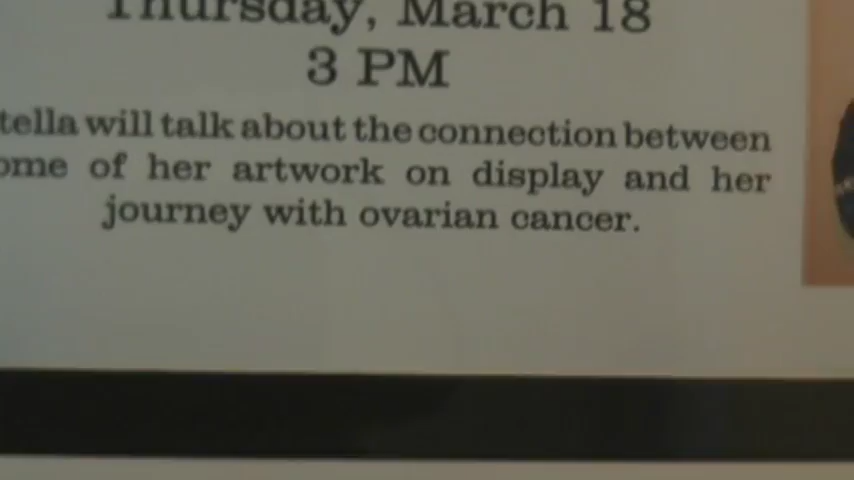 Thursday, March 18
3 PM
tella will talk about the connection between
ome of her artwork on display and her
journey with ovarian cancer.